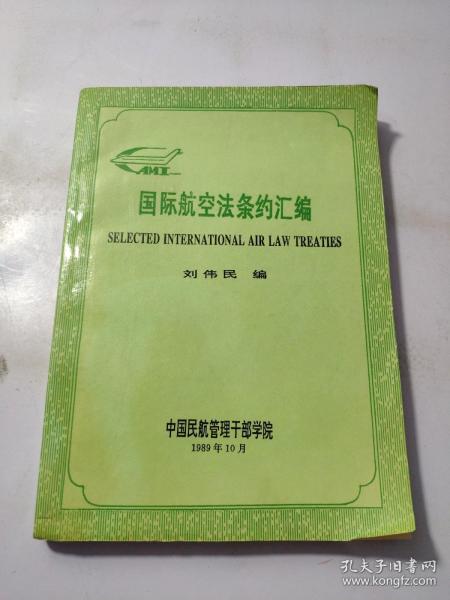 CAMI
国际航空法条约汇编
SELECTED INTERNATIONAL AIR LAW TREATIES
刘伟民 编
中国民航管理干部学院
1989年10月
孔夫子旧书网
www.kongfz.com